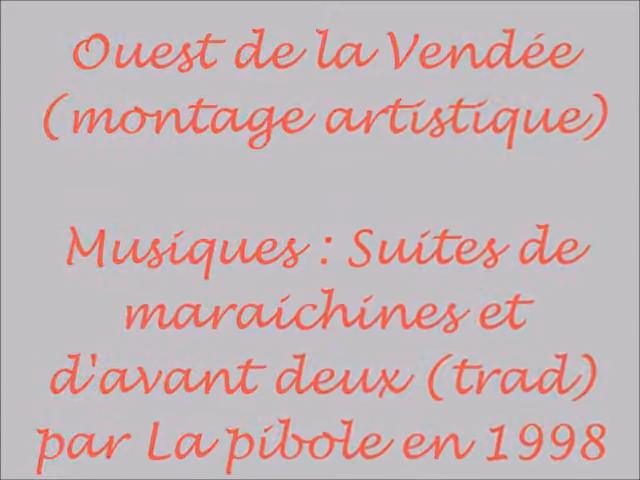 Ouest de la Vendée
(montage artistique)
Musiques : Suites de
maraichines et
d'avant deux (trad)
par La pibole en 1998